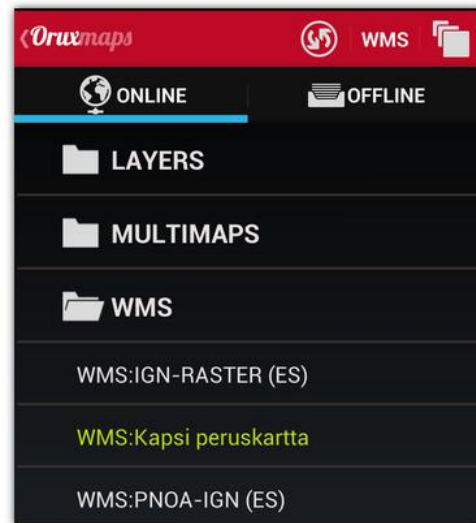 Oruxmaps WMS
ONLINE OFFLINE
LAYERS
MULTIMAPS
WMS
WMS:IGN-RASTER (ES)
WMS:Kapsi peruskartta
WMS:PNOA-IGN (ES)